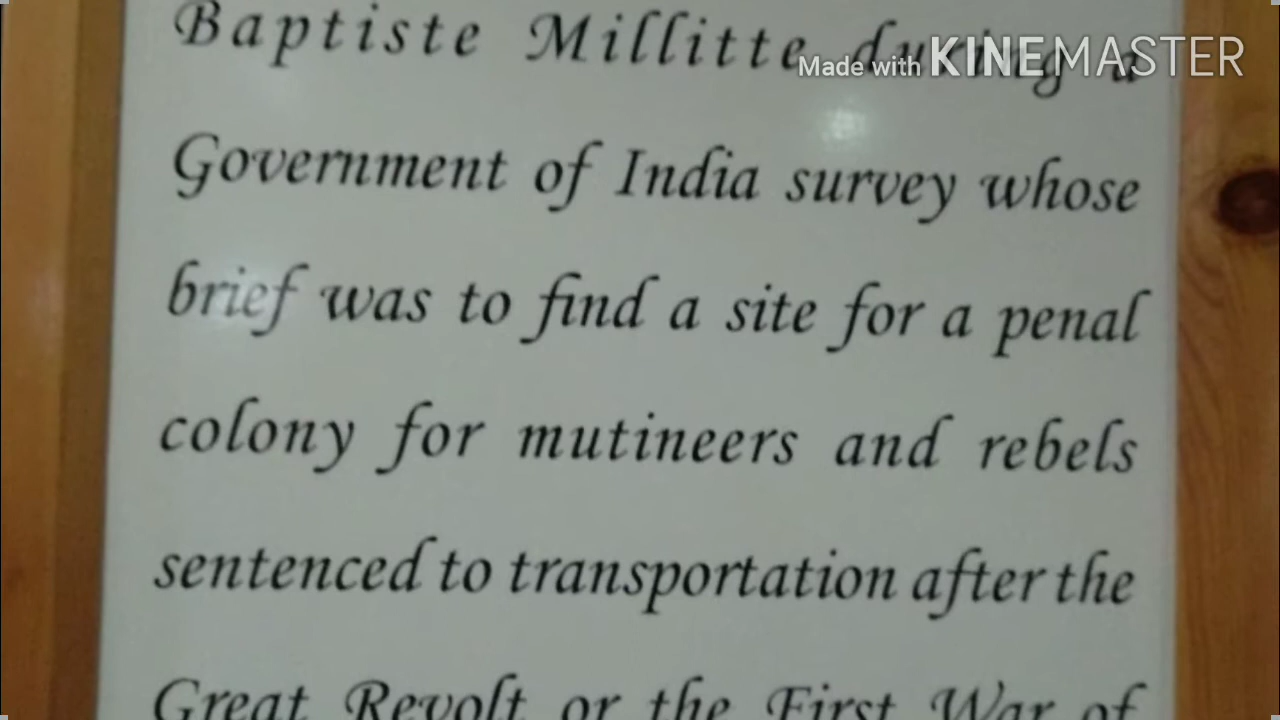 Baptiste Millitte during a
Made with KINEMASTER
Government of India survey whose
brief was to find a site for a penal
colony for mutineers and rebels
sentenced to transportation after the
Great Revolt or the First War of